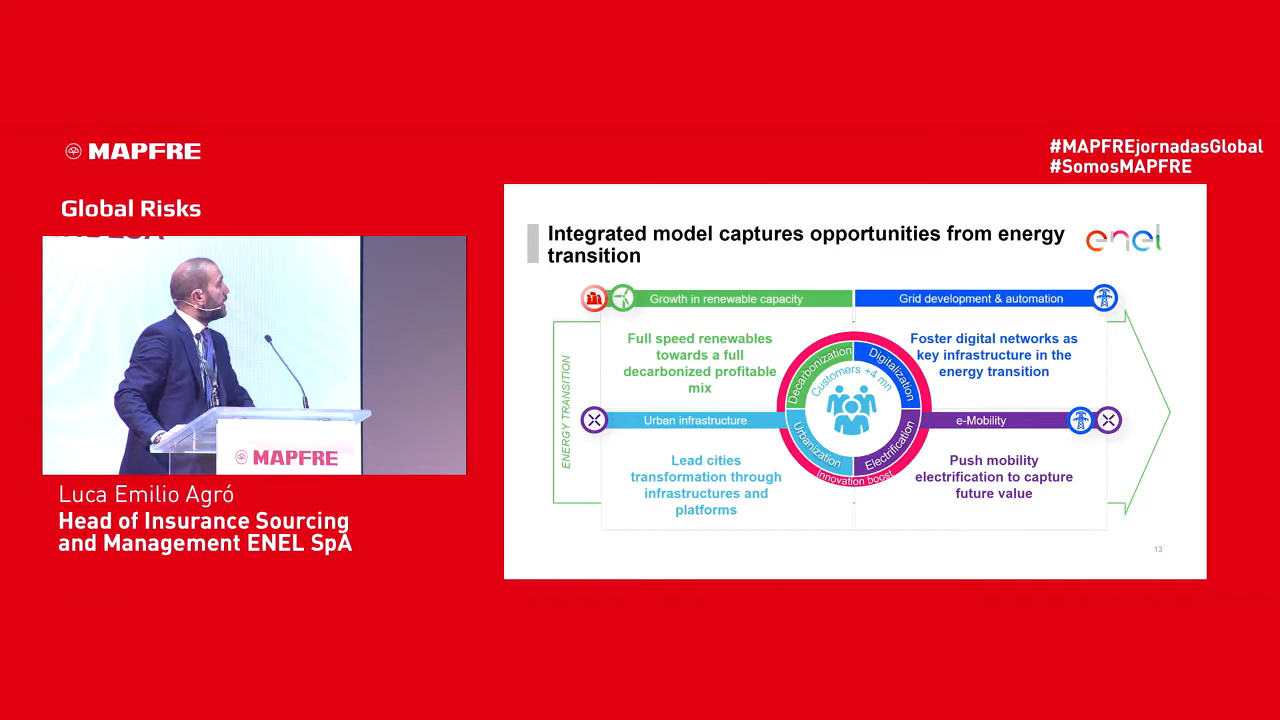 MAPFRE
#MAPFREjornadasGlobal
#SomosMAPFRE
Global Risks
MAPFRE
Luca Emilio Agró
Head of Insurance Sourcing
and Management ENEL SpA
Integrated model captures opportunities from energy
transition
enel
Growth in renewable capacity
Grid development & automation
ENERGY TRANSITION
Full speed renewables
towards a full
decarbonized profitable
mix
Foster digital networks as
key infrastructure in the
energy transition
Decarbonization
Digitalization
Customers +4 mn
Urbanization
Electrification
Innovation boost
Urban infrastructure
e-Mobility
Lead cities
transformation through
infrastructures and
platforms
Push mobility
electrification to capture
future value
13